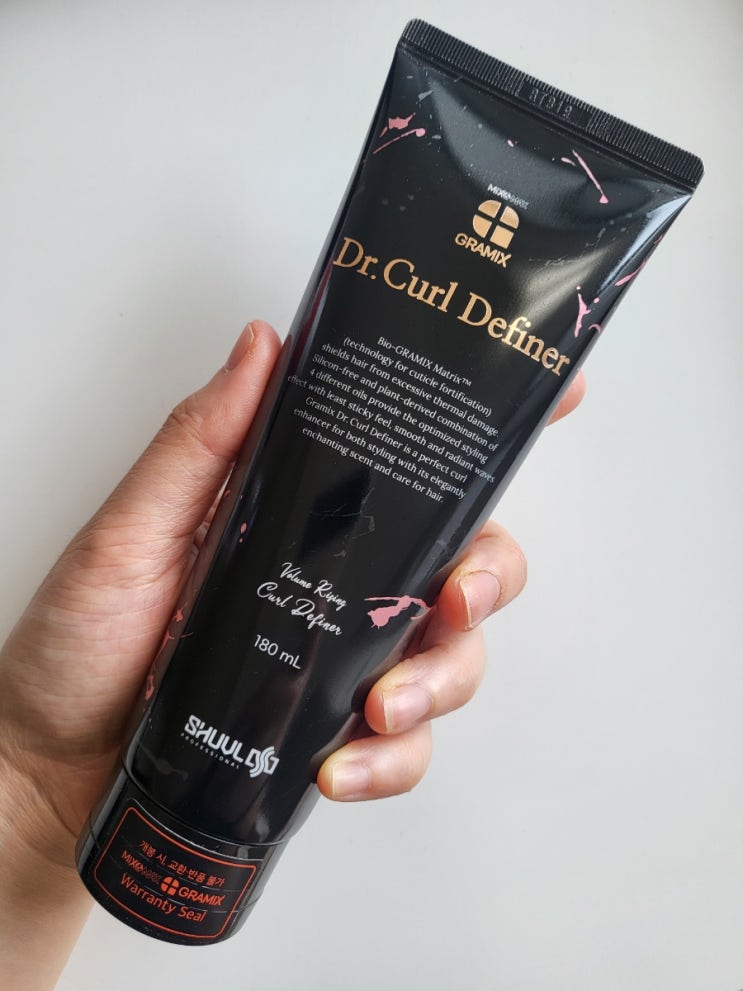 GRAMIX
Dr. Curl Definer
Bio-GRAMIX Matrix™
(technology for cuticle fortification)
shields hair from excessive thermal damage.
Silicon-free and plant-derived combination of
4 different oils provide the optimized styling
effect with least sticky feel, smooth and radiant waves
Gramix Dr. Curl Definer is a perfect curl
enhancer for both styling with its elegantly
enchanting scent and care for hair.
Volume Rising
Curl Definer
180 mL
SHUUL
PROFESSIONAL
개봉 시, 교환·반품 불가
GRAMIX
Warranty Seal